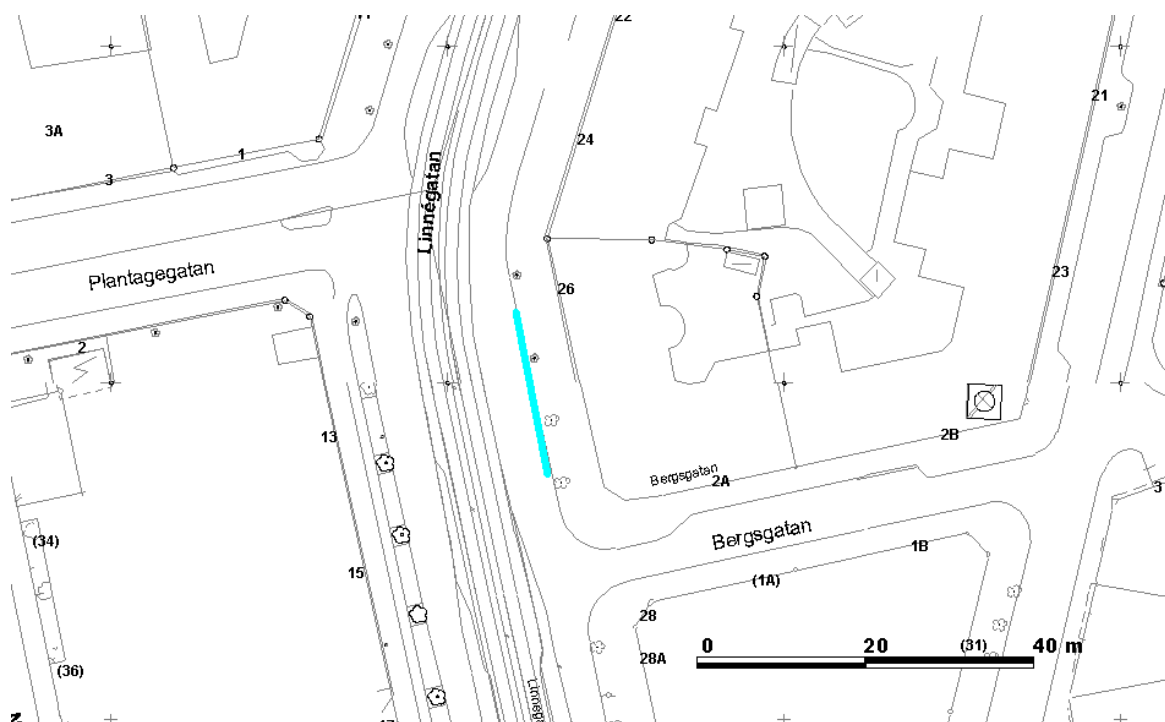 22
3A
21
1
24
3
Linnégatan
Plantagegatan
23
26
2
13
2B
Bergsgatan
2A
Bergsgatan
3
(34)
1B
15
(1A)
28
0 20 40 m
(31)
28A
(36)